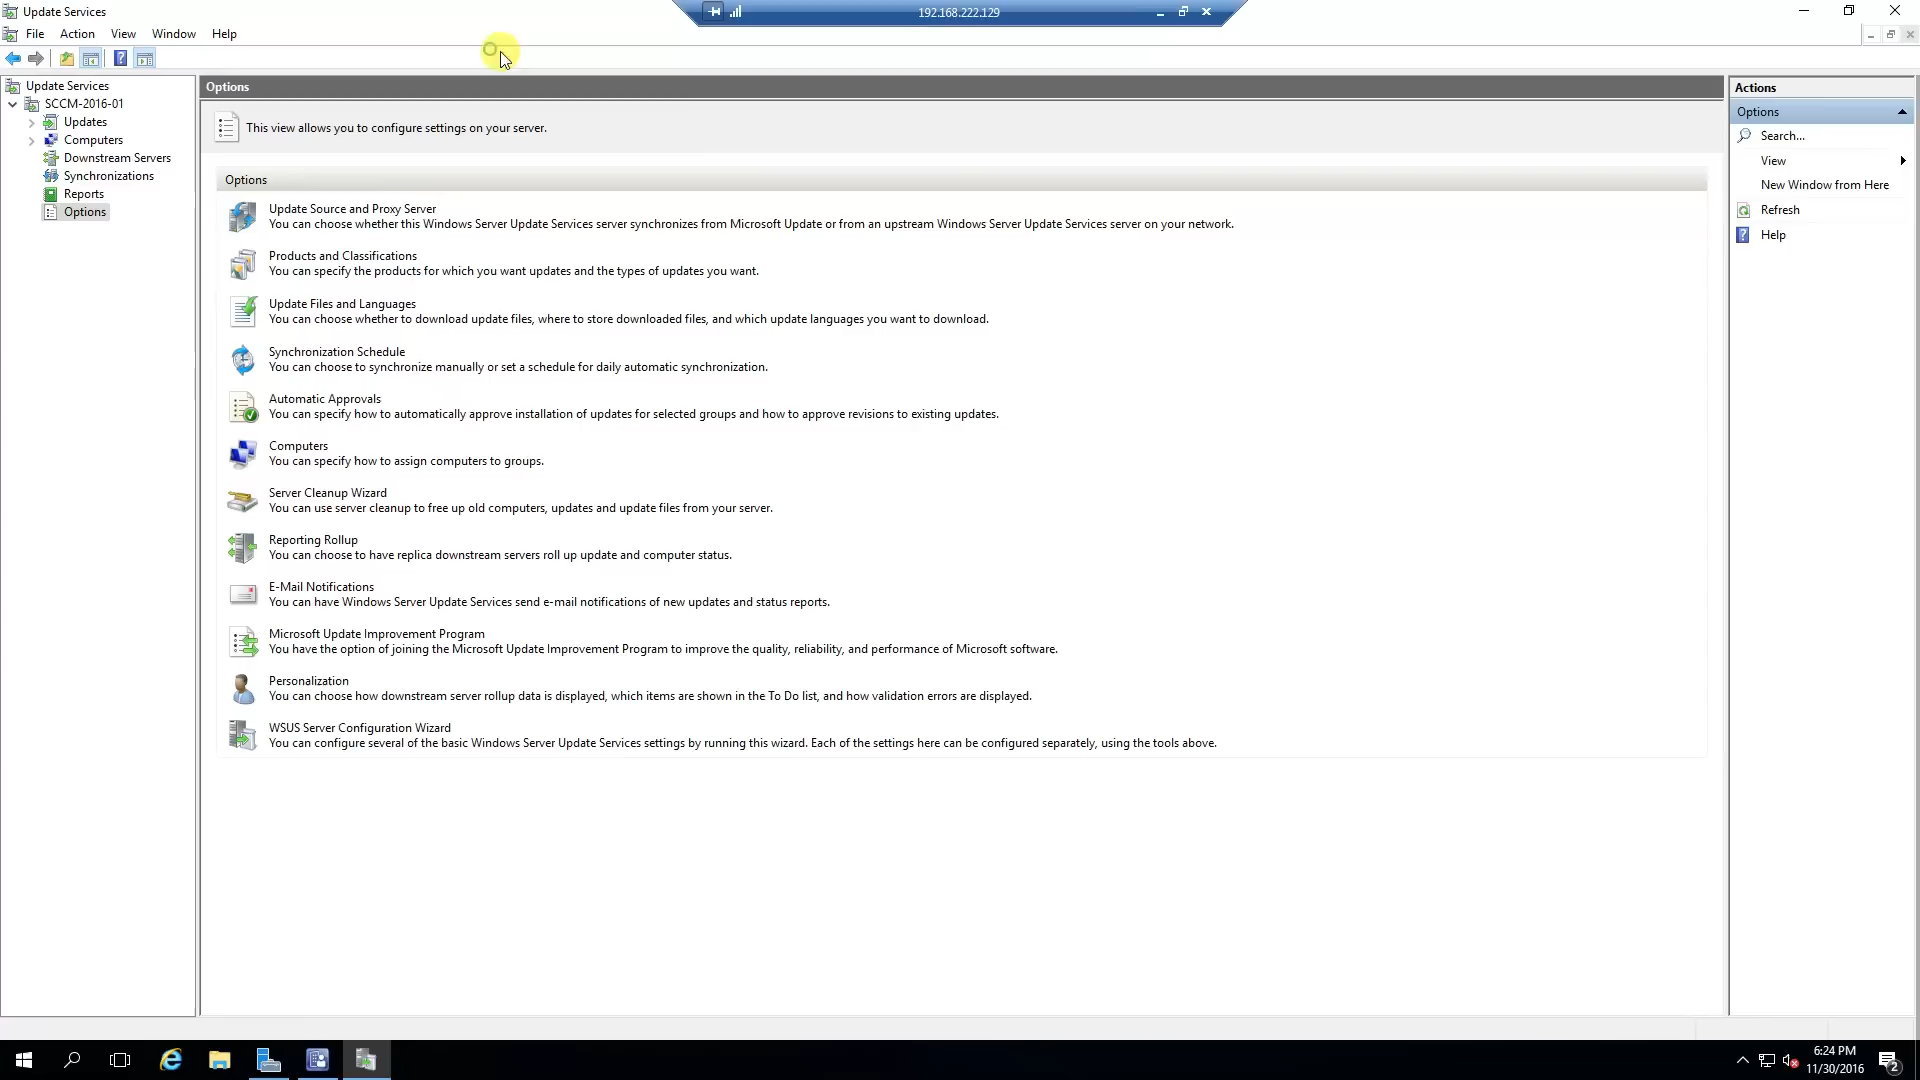 Update Services
192.168.222.129
File Action View Window Help
Update Services
SCCM-2016-01
Updates
Computers
Downstream Servers
Synchronizations
Reports
Options
Options
This view allows you to configure settings on your server.
Options
Update Source and Proxy Server
You can choose whether this Windows Server Update Services server synchronizes from Microsoft Update or from an upstream Windows Server Update Services server on your network.
Products and Classifications
You can specify the products for which you want updates and the types of updates you want.
Update Files and Languages
You can choose whether to download update files, where to store downloaded files, and which update languages you want to download.
Synchronization Schedule
You can choose to synchronize manually or set a schedule for daily automatic synchronization.
Automatic Approvals
You can specify how to automatically approve installation of updates for selected groups and how to approve revisions to existing updates.
Computers
You can specify how to assign computers to groups.
Server Cleanup Wizard
You can use server cleanup to free up old computers, updates and update files from your server.
Reporting Rollup
You can choose to have replica downstream servers roll up update and computer status.
E-Mail Notifications
You can have Windows Server Update Services send e-mail notifications of new updates and status reports.
Microsoft Update Improvement Program
You have the option of joining the Microsoft Update Improvement Program to improve the quality, reliability, and performance of Microsoft software.
Personalization
You can choose how downstream server rollup data is displayed, which items are shown in the To Do list, and how validation errors are displayed.
WSUS Server Configuration Wizard
You can configure several of the basic Windows Server Update Services settings by running this wizard. Each of the settings here can be configured separately, using the tools above.
Actions
Options
Search...
View
New Window from Here
Refresh
Help
6:24 PM
11/30/2016
2